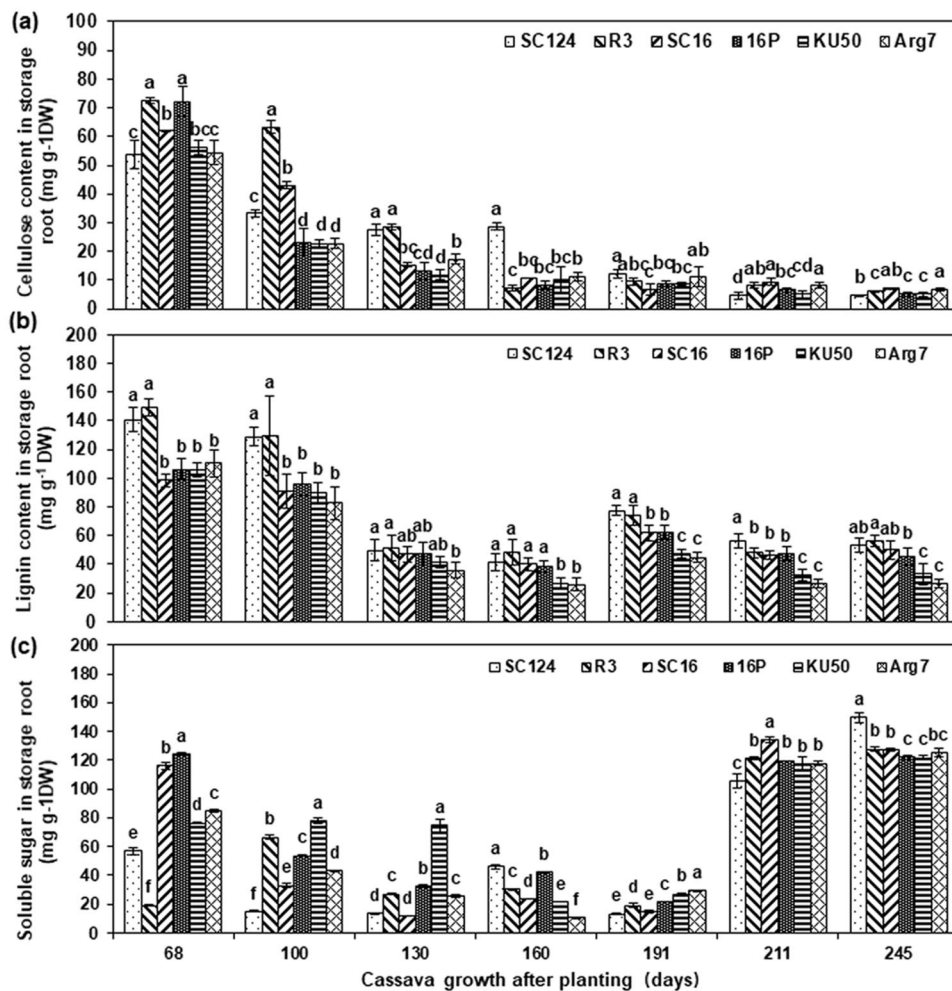 (a)
100
90
80
70
60
50
40
30
20
10
0
Cellulose content in storage
root (mg g-1DW)
SC124 R3 SC16 16P KU50 Arg7
c a b a bc c
c a b d d d
a a bc cd d b
a c bc bc bc b
a abc c bc bc ab
d ab a bc cd a
b c ab c c a
(b)
200
180
160
140
120
100
80
60
40
20
0
Lignin content in storage root
(mg g-1 DW)
SC124 R3 SC16 16P KU50 Arg7
a a b b b b
a a b b b b
a a ab ab ab b
a a a a b b
a a b b c c
a b b b c c
ab a ab b c c
(c)
200
180
160
140
120
100
80
60
40
20
0
Soluble sugar in storage root
(mg g-1DW)
SC124 R3 SC16 16P KU50 Arg7
e f b a d c
f b e c a d
d c d b a c
a c d b e f
e d e c b a
c b a b b b
a b b c c bc
68 100 130 160 191 211 245
Cassava growth after planting (days)